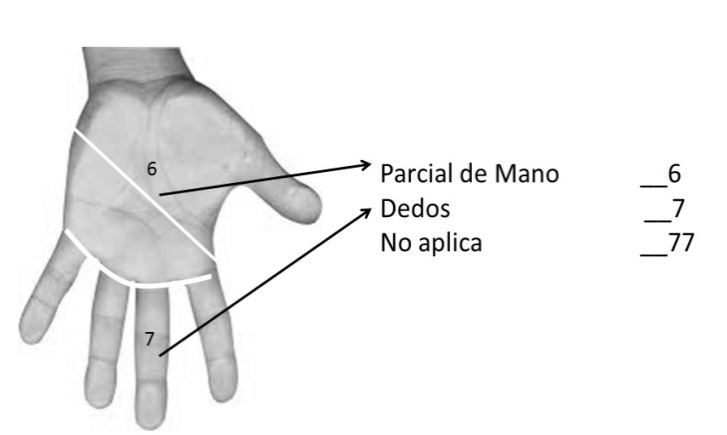 6
Parcial de Mano __6
Dedos __7
No aplica __77
7